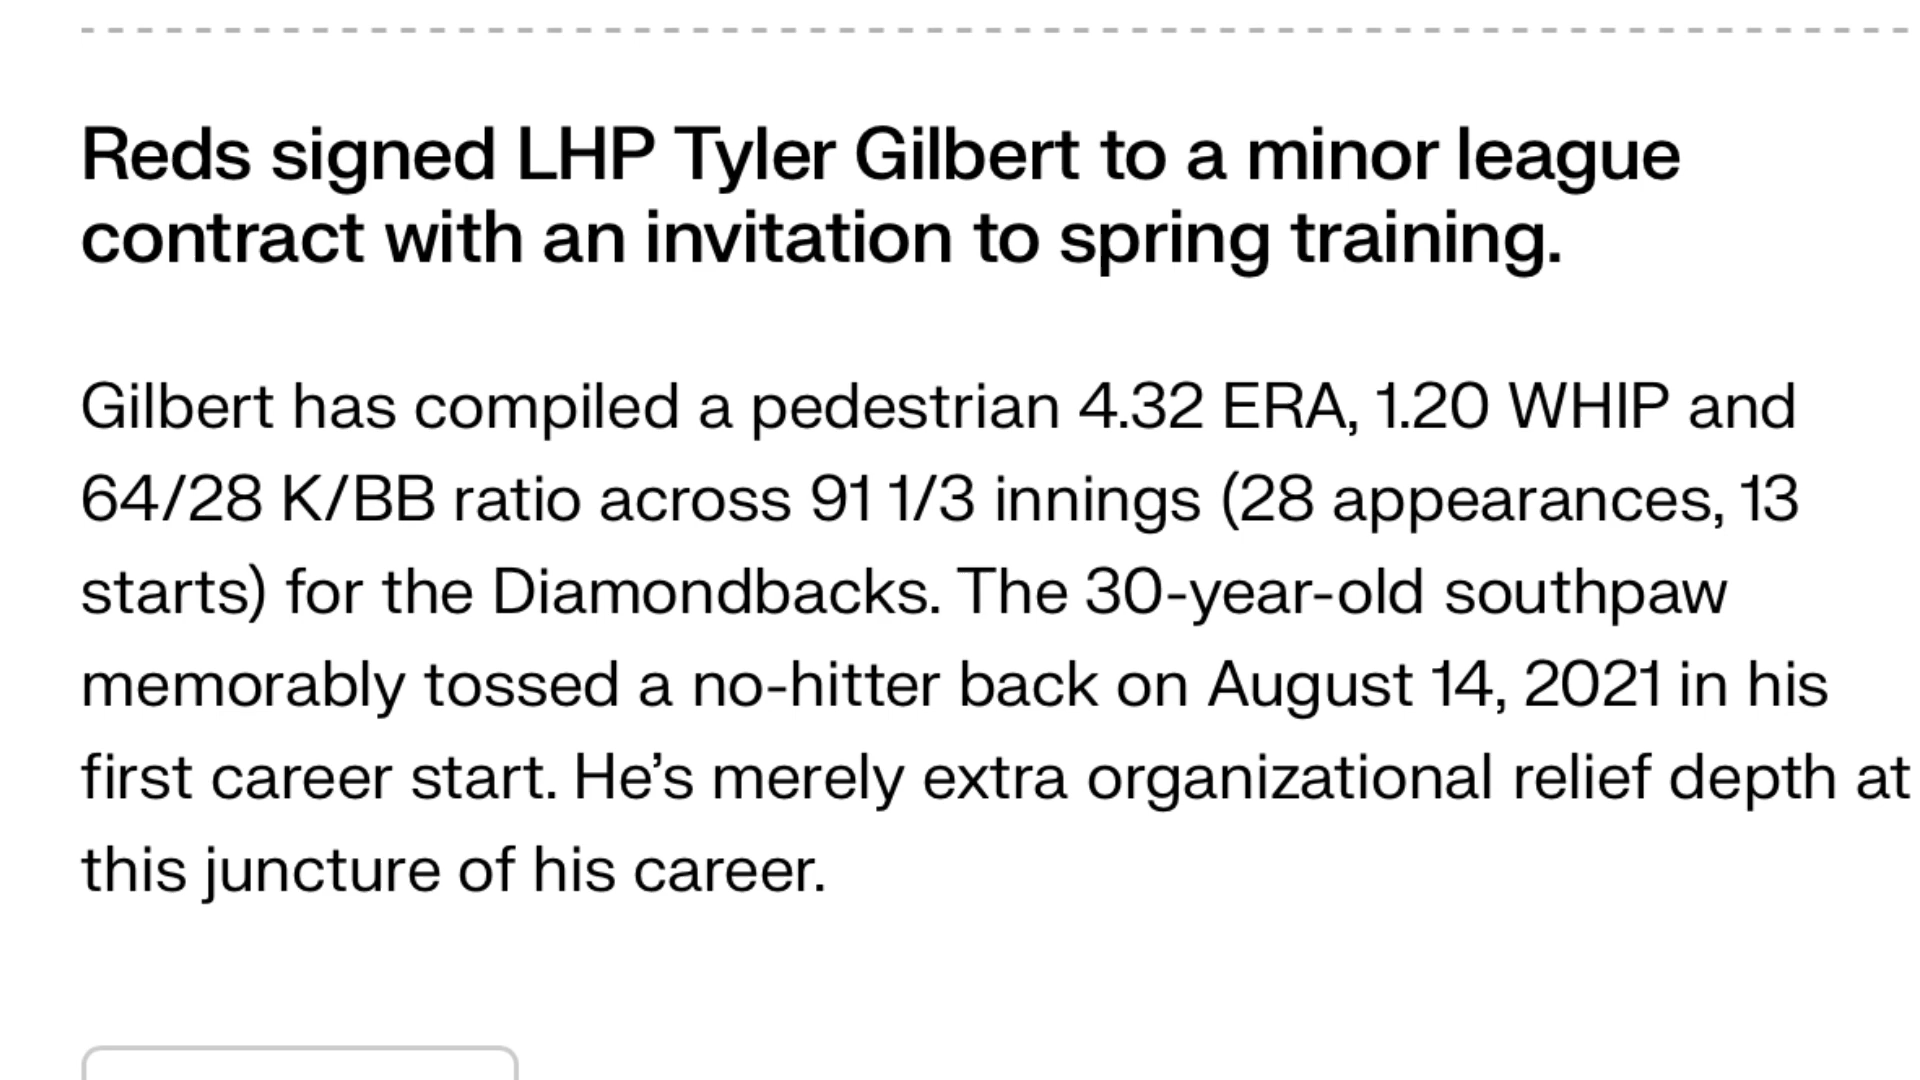 Reds signed LHP Tyler Gilbert to a minor league
contract with an invitation to spring training.
Gilbert has compiled a pedestrian 4.32 ERA, 1.20 WHIP and
64/28 K/BB ratio across 91 1/3 innings (28 appearances, 13
starts) for the Diamondbacks. The 30-year-old southpaw
memorably tossed a no-hitter back on August 14, 2021 in his
first career start. He’s merely extra organizational relief depth at
this juncture of his career.